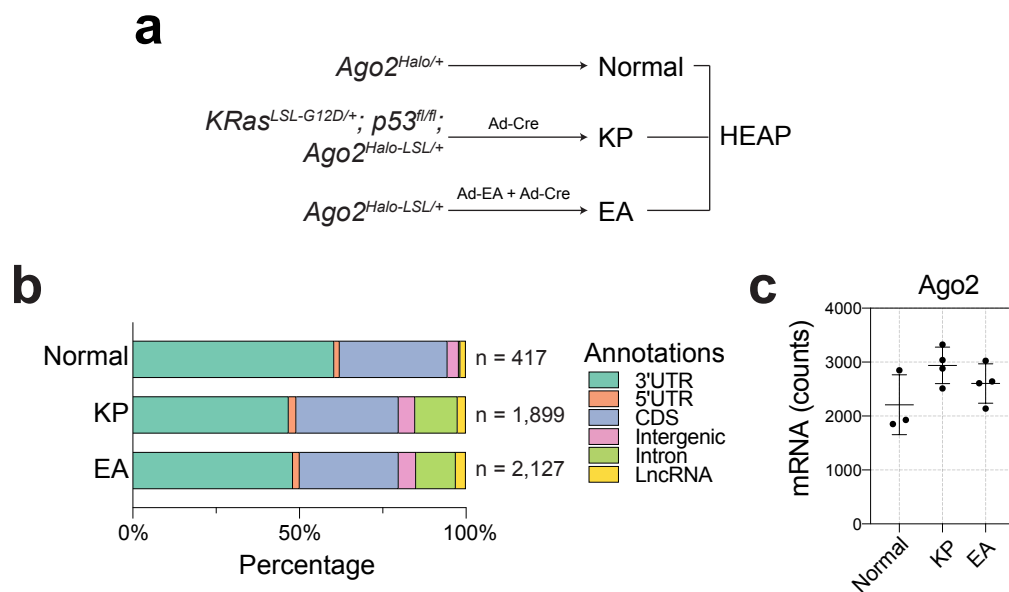 a
Ago2Halo/+
Normal
KRasLSL-G12D/+; p53fl/fl;
Ago2Halo-LSL/+
Ad-Cre
KP
HEAP
Ago2Halo-LSL/+
Ad-EA + Ad-Cre
EA
b
Normal
n = 417
KP
n = 1,899
EA
n = 2,127
0%
50%
100%
Percentage
Annotations
3'UTR
5'UTR
CDS
Intergenic
Intron
LncRNA
c
Ago2
mRNA (counts)
4000
3000
2000
1000
0
Normal
KP
EA